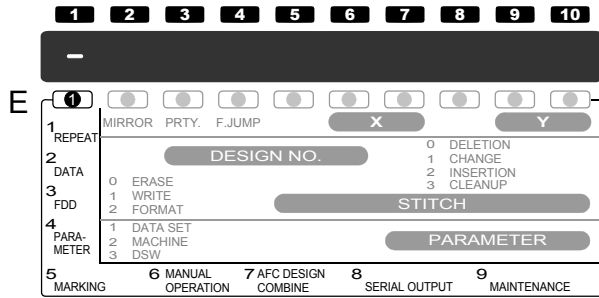 1 2 3 4 5 6 7 8 9 10
–
E 1
1 REPEAT MIRROR PRTY. F.JUMP X Y
2 DATA DESIGN NO. 0 DELETION
1 CHANGE
2 INSERTION
3 CLEANUP
3 FDD 0 ERASE
1 WRITE
2 FORMAT
STITCH
4 PARA-
METER 1 DATA SET
2 MACHINE
3 DSW
PARAMETER
5 MARKING 6 MANUAL
OPERATION 7 AFC DESIGN
COMBINE 8 SERIAL OUTPUT 9 MAINTENANCE